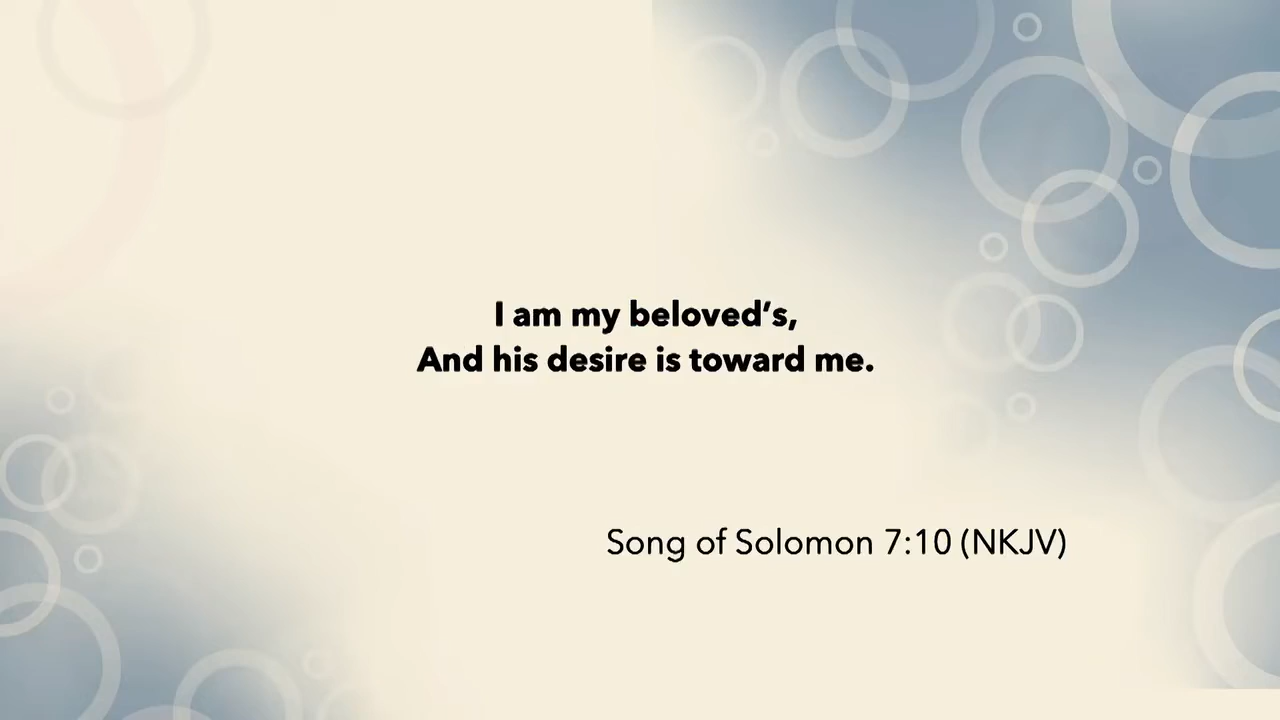 I am my beloved’s,
And his desire is toward me.
Song of Solomon 7:10 (NKJV)